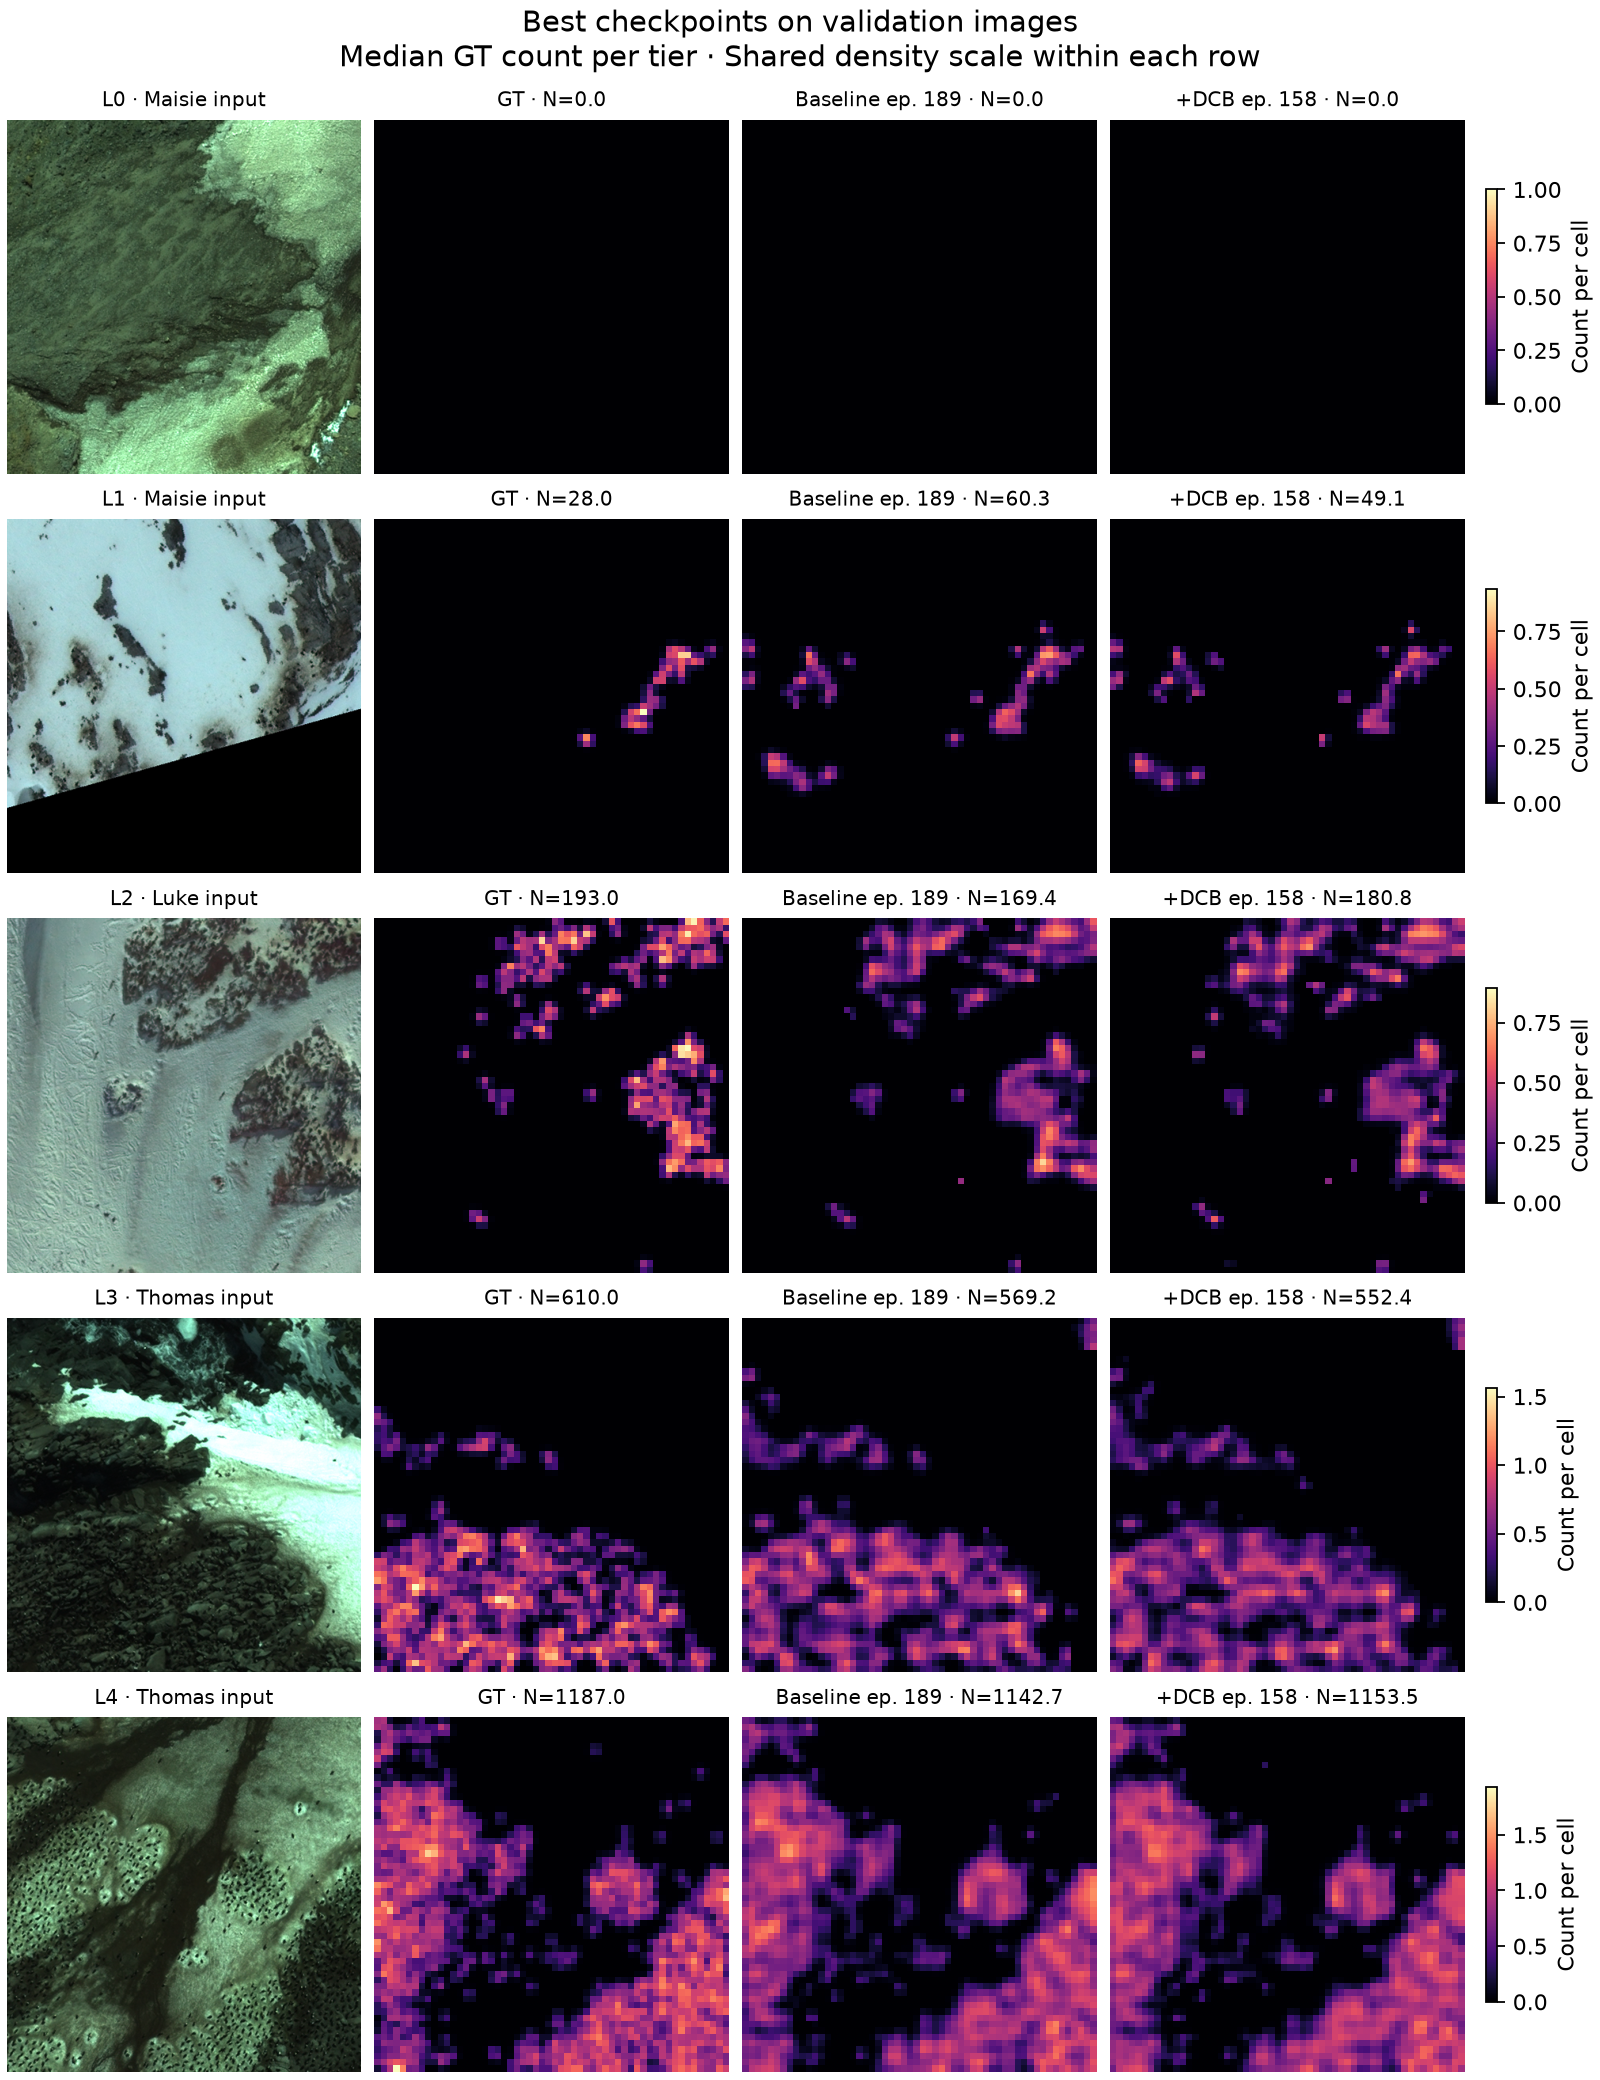 Best checkpoints on validation images
Median GT count per tier · Shared density scale within each row
L0 · Maisie input
GT · N=0.0
Baseline ep. 189 · N=0.0
+DCB ep. 158 · N=0.0
1.00
0.75
0.50
0.25
0.00
Count per cell
L1 · Maisie input
GT · N=28.0
Baseline ep. 189 · N=60.3
+DCB ep. 158 · N=49.1
0.75
0.50
0.25
0.00
Count per cell
L2 · Luke input
GT · N=193.0
Baseline ep. 189 · N=169.4
+DCB ep. 158 · N=180.8
0.75
0.50
0.25
0.00
Count per cell
L3 · Thomas input
GT · N=610.0
Baseline ep. 189 · N=569.2
+DCB ep. 158 · N=552.4
1.5
1.0
0.5
0.0
Count per cell
L4 · Thomas input
GT · N=1187.0
Baseline ep. 189 · N=1142.7
+DCB ep. 158 · N=1153.5
1.5
1.0
0.5
0.0
Count per cell